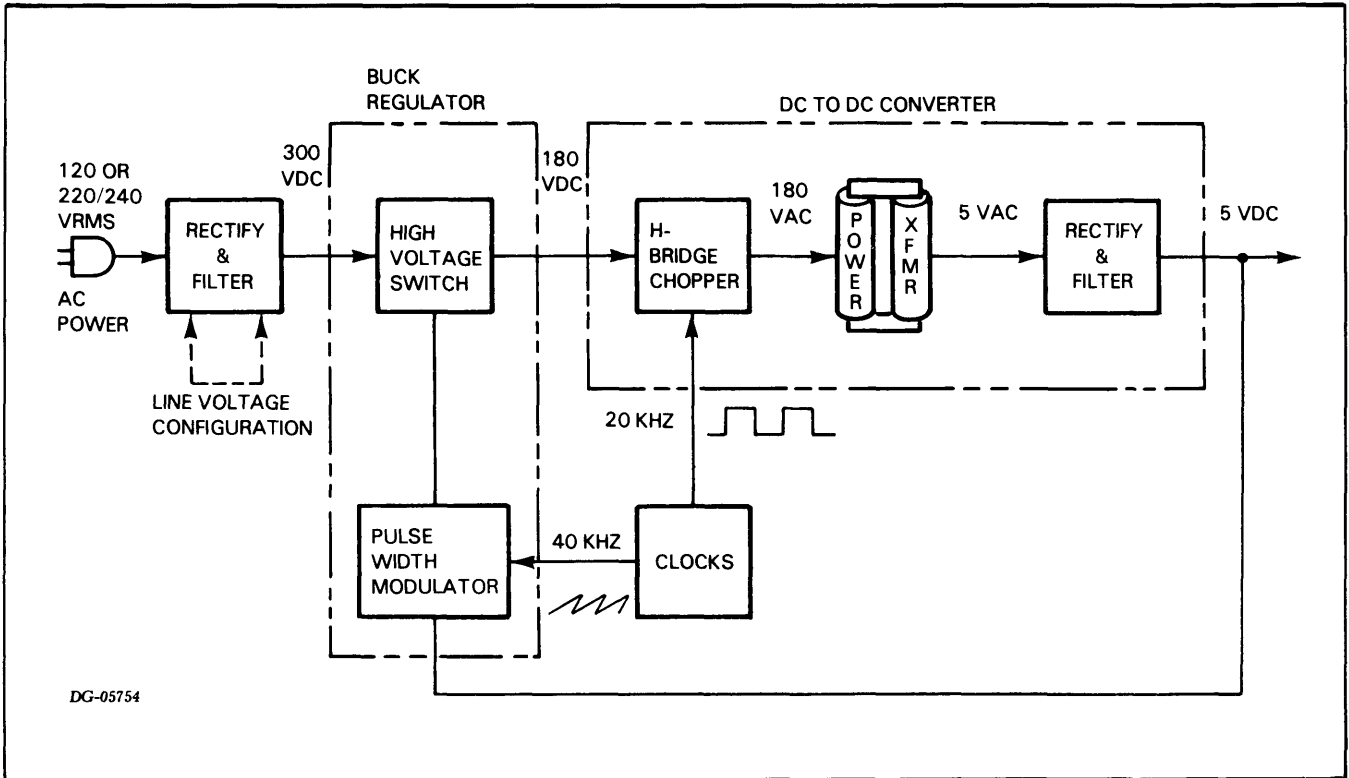 BUCK
REGULATOR
DC TO DC CONVERTER
120 OR
220/240
VRMS
AC
POWER
RECTIFY
&
FILTER
LINE VOLTAGE
CONFIGURATION
300
VDC
HIGH
VOLTAGE
SWITCH
180
VDC
H-
BRIDGE
CHOPPER
180
VAC
POWER
XFMR
5 VAC
RECTIFY
&
FILTER
5 VDC
20 KHZ
PULSE
WIDTH
MODULATOR
40 KHZ
CLOCKS
DG-05754